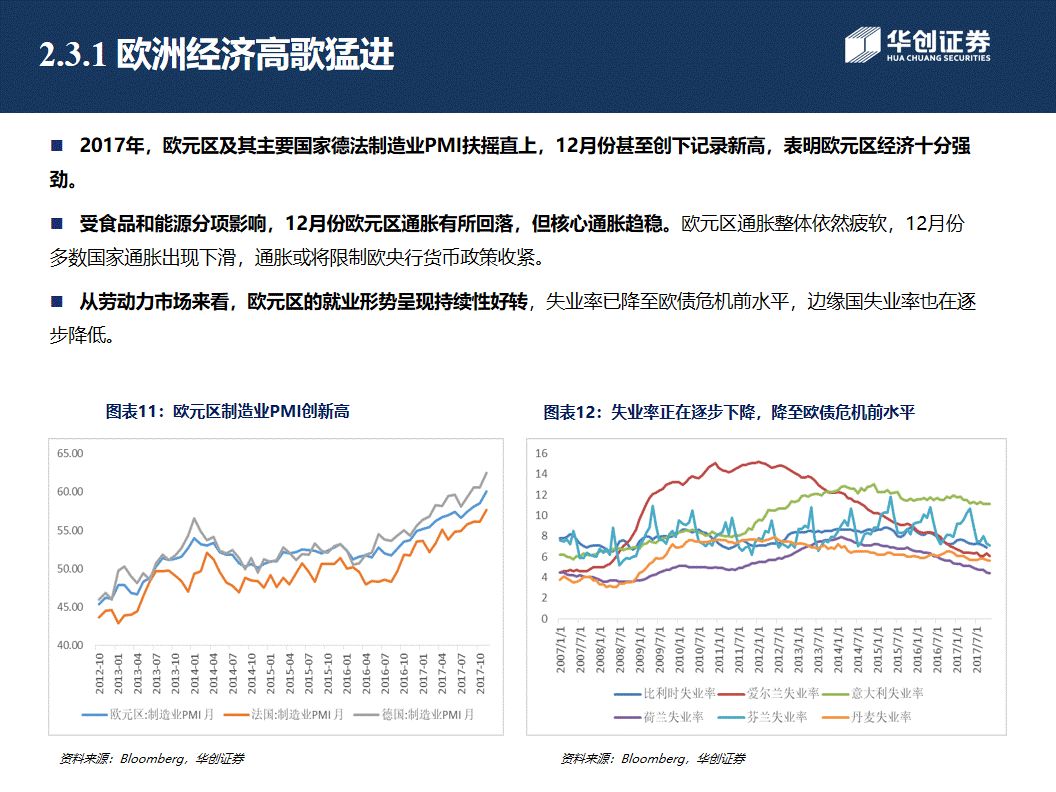 2.3.1 欧洲经济高歌猛进
华创证券
HUA CHUANG SECURITIES
■ 2017年，欧元区及其主要国家德法制造业PMI扶摇直上，12月份甚至创下记录新高，表明欧元区经济十分强
劲。
■ 受食品和能源分项影响，12月份欧元区通胀有所回落，但核心通胀趋稳。欧元区通胀整体依然疲软，12月份
多数国家通胀出现下滑，通胀或将限制欧央行货币政策收紧。
■ 从劳动力市场来看，欧元区的就业形势呈现持续性好转，失业率已降至欧债危机前水平，边缘国失业率也在逐
步降低。
图表11：欧元区制造业PMI创新高
65.00
60.00
55.00
50.00
45.00
40.00
2012-10
2013-01
2013-04
2013-07
2013-10
2014-01
2014-04
2014-07
2014-10
2015-01
2015-04
2015-07
2015-10
2016-01
2016-04
2016-07
2016-10
2017-01
2017-04
2017-07
2017-10
欧元区:制造业PMI 月
法国:制造业PMI 月
德国:制造业PMI 月
资料来源：Bloomberg，华创证券
图表12：失业率正在逐步下降，降至欧债危机前水平
16
14
12
10
8
6
4
2
0
2007/1/1
2007/7/1
2008/1/1
2008/7/1
2009/1/1
2009/7/1
2010/1/1
2010/7/1
2011/1/1
2011/7/1
2012/1/1
2012/7/1
2013/1/1
2013/7/1
2014/1/1
2014/7/1
2015/1/1
2015/7/1
2016/1/1
2016/7/1
2017/1/1
2017/7/1
比利时失业率
爱尔兰失业率
意大利失业率
荷兰失业率
芬兰失业率
丹麦失业率
资料来源：Bloomberg，华创证券